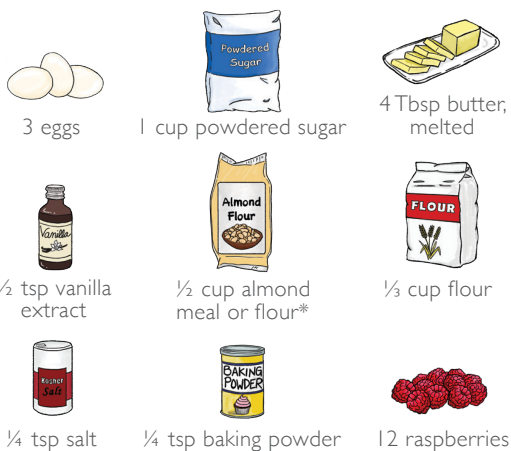 Powdered
Sugar
3 eggs
1 cup powdered sugar
4 Tbsp butter,
melted
Vanilla
Almond
Flour
FLOUR
½ tsp vanilla
extract
½ cup almond
meal or flour*
⅓ cup flour
Kosher
Salt
BAKING
POWDER
¼ tsp salt
¼ tsp baking powder
12 raspberries